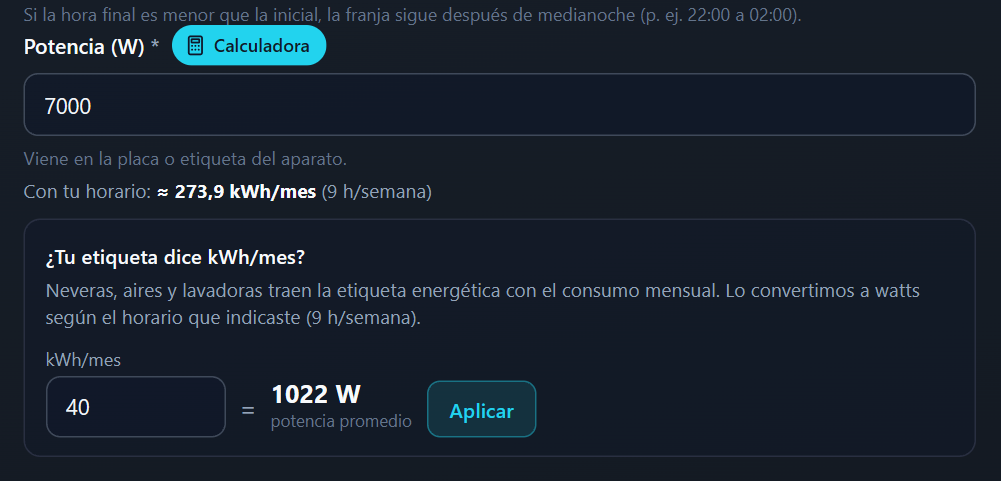 Si la hora final es menor que la inicial, la franja sigue después de medianoche (p. ej. 22:00 a 02:00).
Potencia (W) * Calculadora
7000
Viene en la placa o etiqueta del aparato.
Con tu horario: ≈ 273,9 kWh/mes (9 h/semana)
¿Tu etiqueta dice kWh/mes?
Neveras, aires y lavadoras traen la etiqueta energética con el consumo mensual. Lo convertimos a watts
según el horario que indicaste (9 h/semana).
kWh/mes
40 = 1022 W
potencia promedio
Aplicar